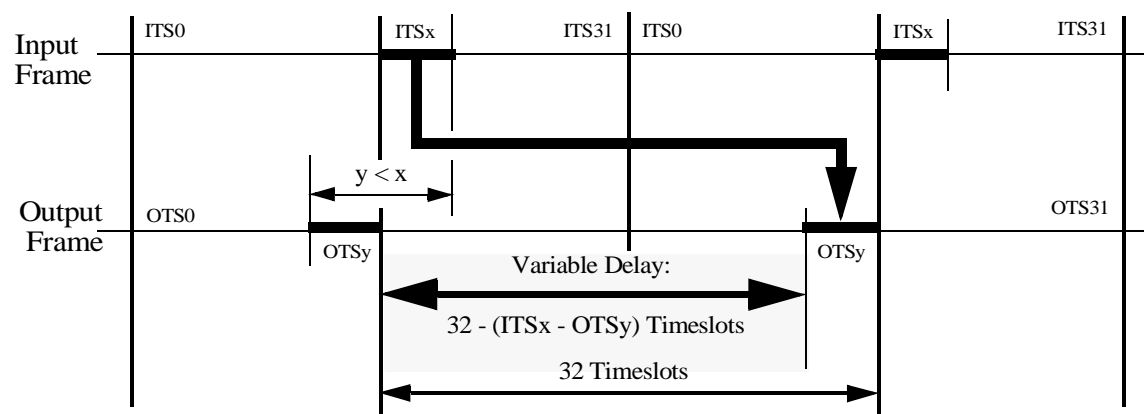 ITS0
ITSx
ITS31
ITS0
ITSx
ITS31
Input
Frame
y < x
Output
Frame
OTS0
OTS31
OTSy
OTSy
Variable Delay:
32 - (ITSx - OTSy) Timeslots
32 Timeslots